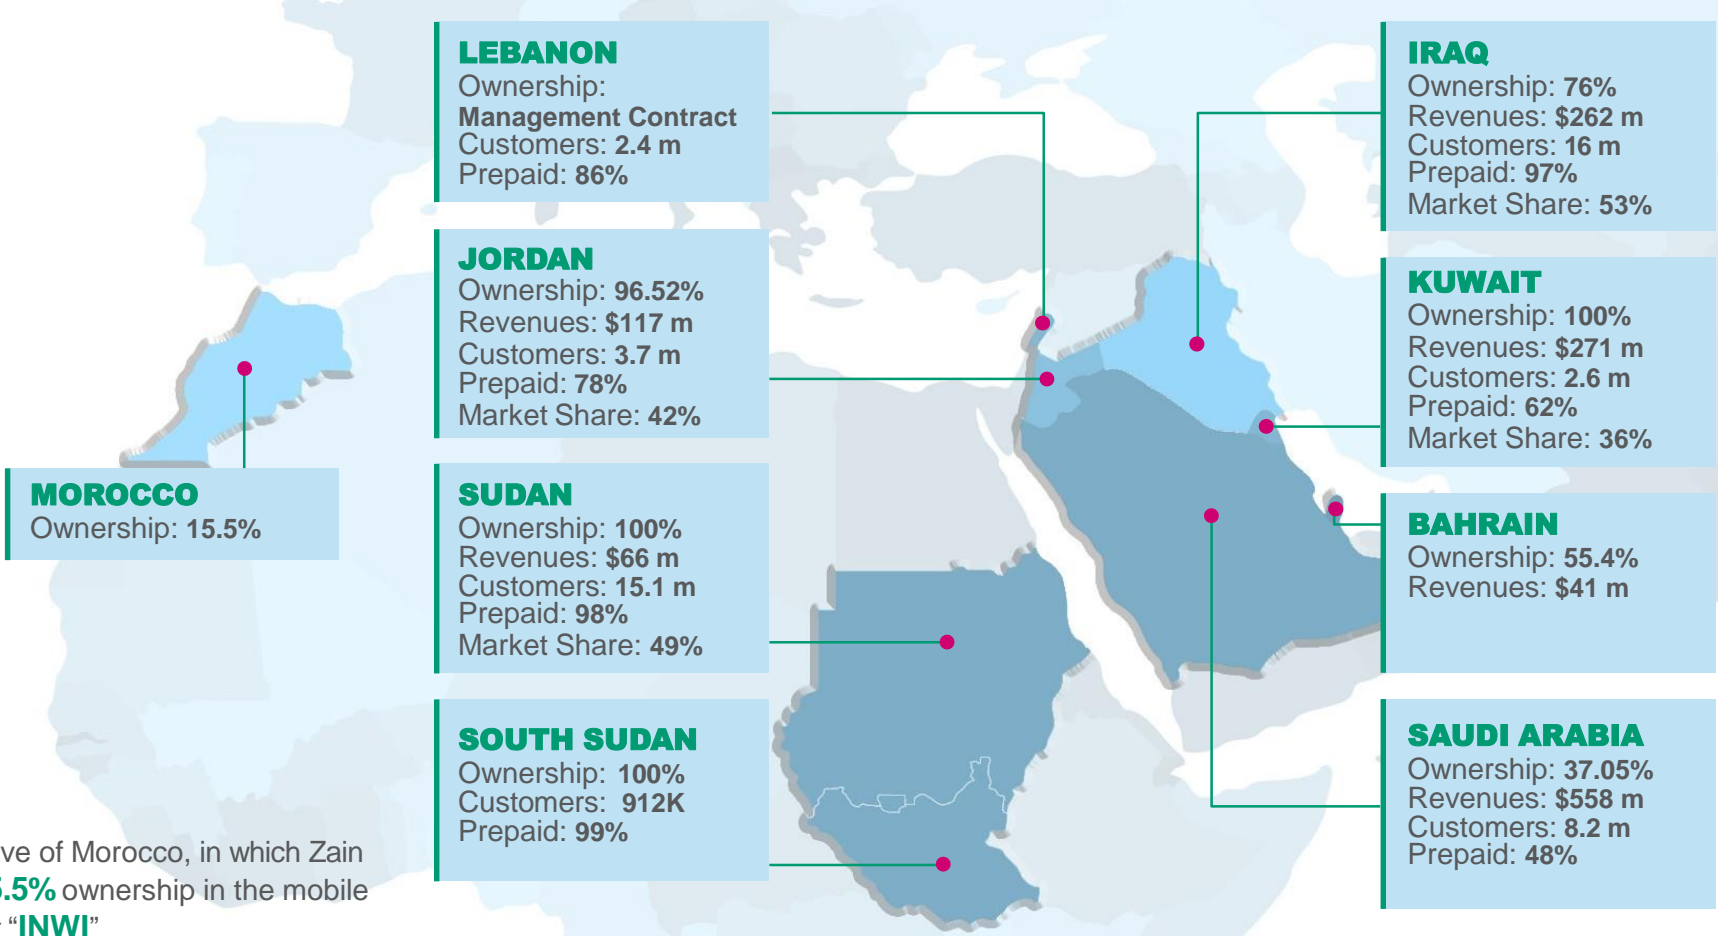 LEBANON
Ownership:
Management Contract
Customers: 2.4 m
Prepaid: 86%
JORDAN
Ownership: 96.52%
Revenues: $117 m
Customers: 3.7 m
Prepaid: 78%
Market Share: 42%
MOROCCO
Ownership: 15.5%
SUDAN
Ownership: 100%
Revenues: $66 m
Customers: 15.1 m
Prepaid: 98%
Market Share: 49%
SOUTH SUDAN
Ownership: 100%
Customers: 912K
Prepaid: 99%
IRAQ
Ownership: 76%
Revenues: $262 m
Customers: 16 m
Prepaid: 97%
Market Share: 53%
KUWAIT
Ownership: 100%
Revenues: $271 m
Customers: 2.6 m
Prepaid: 62%
Market Share: 36%
BAHRAIN
Ownership: 55.4%
Revenues: $41 m
SAUDI ARABIA
Ownership: 37.05%
Revenues: $558 m
Customers: 8.2 m
Prepaid: 48%
ve of Morocco, in which Zain
5.5% ownership in the mobile
“INWI”